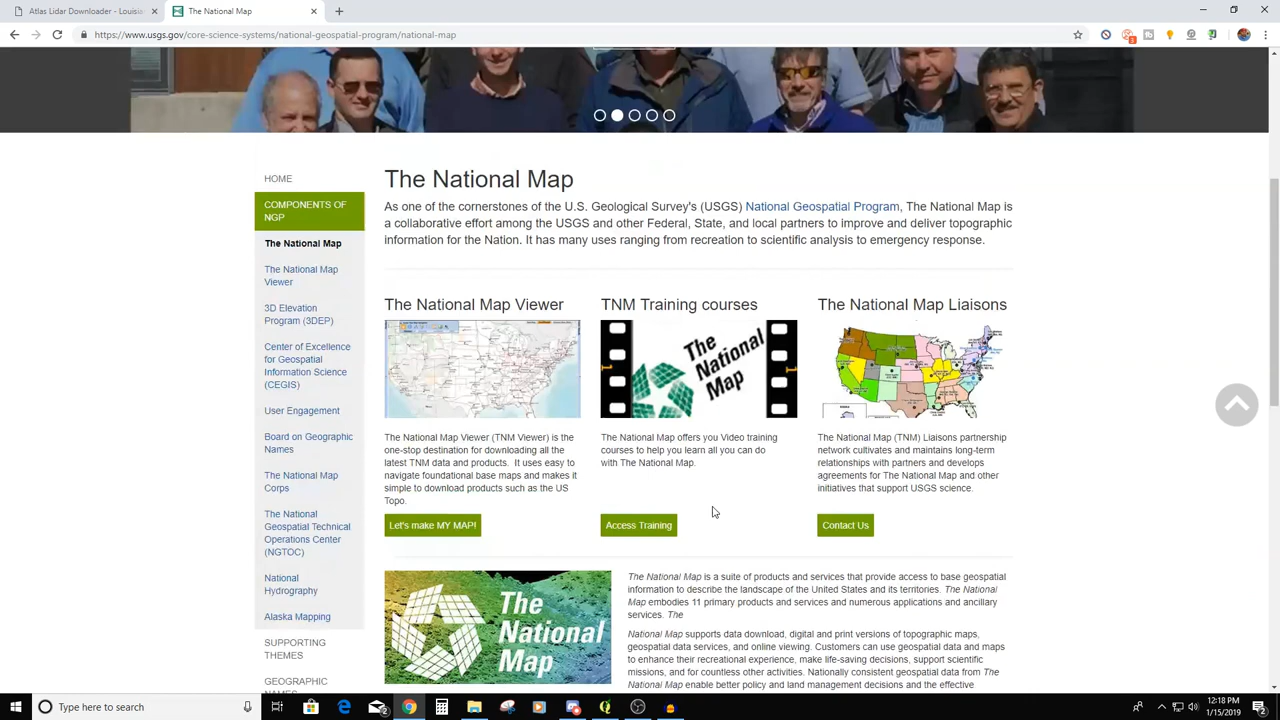 Atlas Lidar Downloader - Louisia
The National Map
https://www.usgs.gov/core-science-systems/national-geospatial-program/national-map
The National Map
As one of the cornerstones of the U.S. Geological Survey's (USGS) National Geospatial Program, The National Map is
a collaborative effort among the USGS and other Federal, State, and local partners to improve and deliver topographic
information for the Nation. It has many uses ranging from recreation to scientific analysis to emergency response.
HOME
COMPONENTS OF
NGP
The National Map
The National Map
Viewer
3D Elevation
Program (3DEP)
Center of Excellence
for Geospatial
Information Science
(CEGIS)
User Engagement
Board on Geographic
Names
The National Map
Corps
The National
Geospatial Technical
Operations Center
(NGTOC)
National
Hydrography
Alaska Mapping
SUPPORTING
THEMES
GEOGRAPHIC
NAMES
The National Map Viewer
The National Map Viewer (TNM Viewer) is the
one-stop destination for downloading all the
latest TNM data and products. It uses easy to
navigate foundational base maps and makes it
simple to download products such as the US
Topo.
Let's make MY MAP!
TNM Training courses
The
National
Map
The National Map offers you Video training
courses to help you learn all you can do
with The National Map.
Access Training
The National Map Liaisons
The National Map (TNM) Liaisons partnership
network cultivates and maintains long-term
relationships with partners and develops
agreements for The National Map and other
initiatives that support USGS science.
Contact Us
The
National
Map
The National Map is a suite of products and services that provide access to base geospatial
information to describe the landscape of the United States and its territories. The National
Map embodies 11 primary products and services and numerous applications and ancillary
services. The
National Map supports data download, digital and print versions of topographic maps,
geospatial data services, and online viewing. Customers can use geospatial data and maps
to enhance their recreational experience, make life-saving decisions, support scientific
missions, and for countless other activities. Nationally consistent geospatial data from The
National Map enable better policy and land management decisions and the effective
Type here to search
12:18 PM
1/15/2019